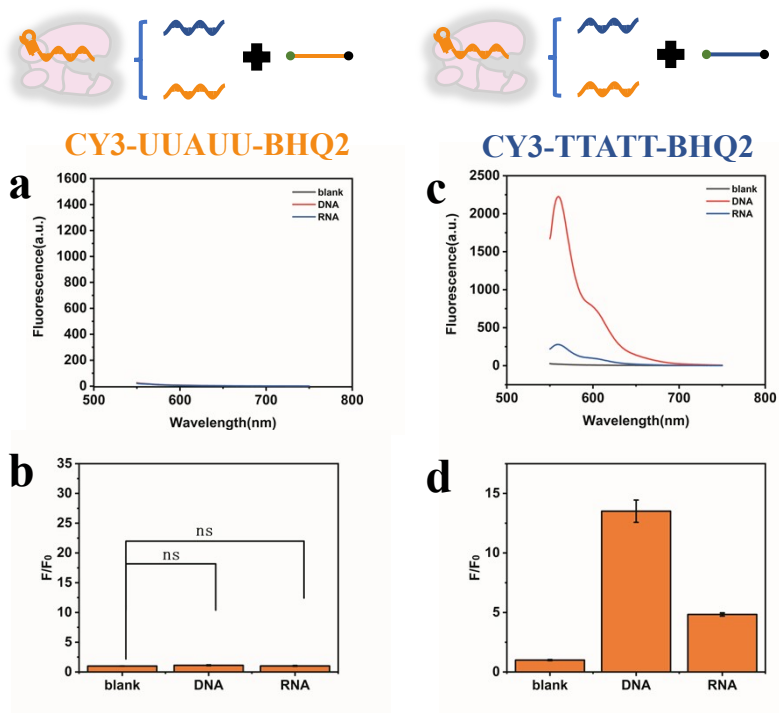 CY3-UUAUU-BHQ2
CY3-TTATT-BHQ2
a
1600
1400
1200
1000
800
600
400
200
0
Fluorescence(a.u.)
blank
DNA
RNA
500
600
700
800
Wavelength(nm)
c
2500
2000
1500
1000
500
0
Fluorescence(a.u.)
blank
DNA
RNA
500
600
700
800
Wavelength(nm)
b
35
30
25
20
15
10
5
0
F/F0
ns
ns
blank
DNA
RNA
d
15
10
5
0
F/F0
blank
DNA
RNA